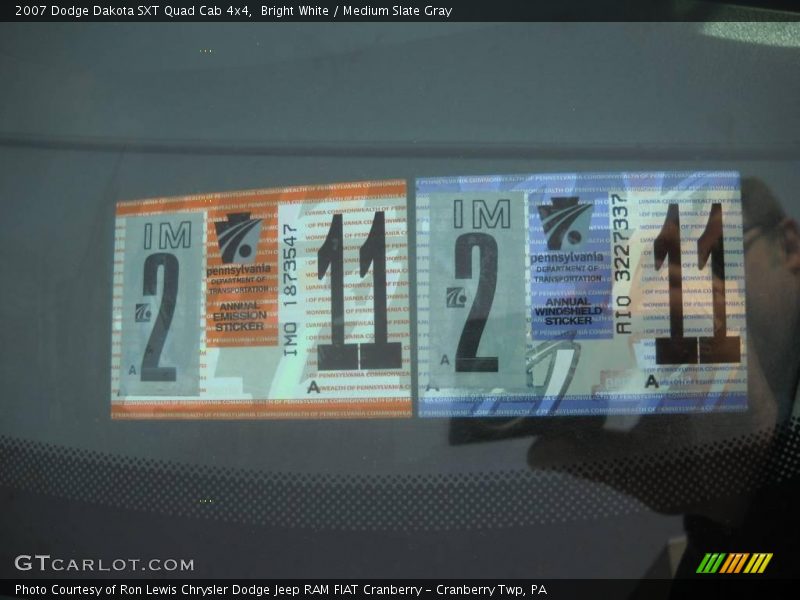 2007 Dodge Dakota SXT Quad Cab 4x4,  Bright White / Medium Slate Gray
IM
2
A
pennsylvania
DEPARTMENT OF
TRANSPORTATION
ANNUAL
EMISSION
STICKER
IMO 1873547
11
A
IM
2
A
pennsylvania
DEPARTMENT OF
TRANSPORTATION
ANNUAL
WINDSHIELD
STICKER
AIO 3227337
11
A
GTCARLOT.COM
Photo Courtesy of Ron Lewis Chrysler Dodge Jeep RAM FIAT Cranberry – Cranberry Twp, PA